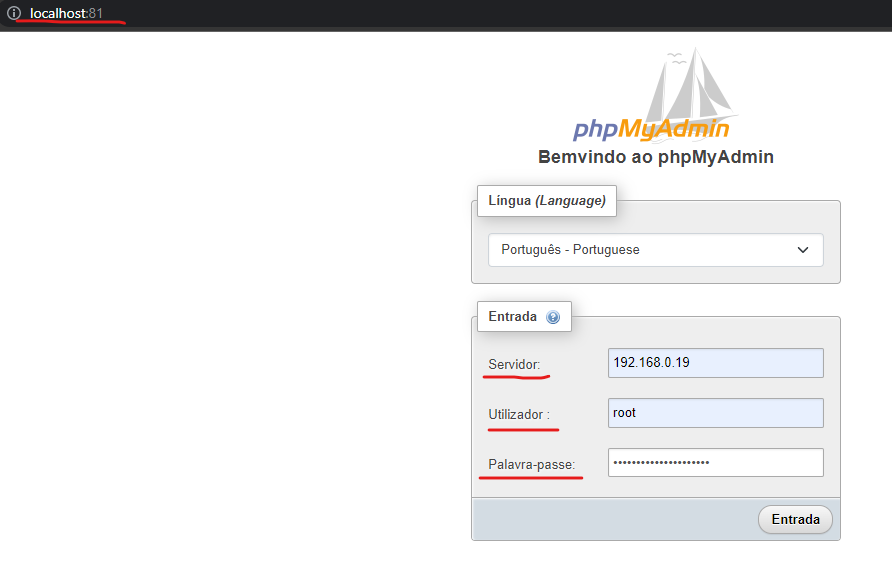 localhost:81
phpMyAdmin
Bemvindo ao phpMyAdmin
Língua (Language)
Português - Portuguese
Entrada
Servidor: 192.168.0.19
Utilizador : root
Palavra-passe: •••••••••••••••••••••
Entrada